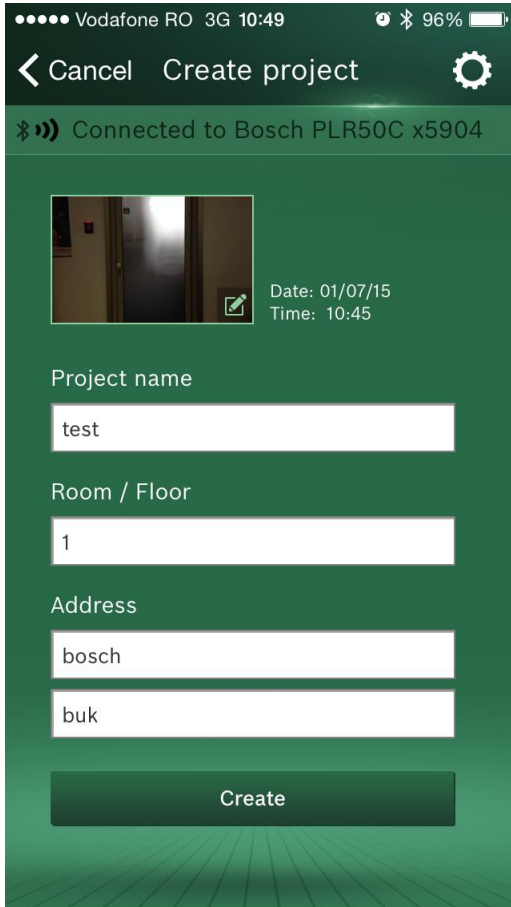 Vodafone RO 3G 10:49 96%
Cancel Create project
Connected to Bosch PLR50C x5904
Date: 01/07/15
Time: 10:45
Project name
test
Room / Floor
1
Address
bosch
buk
Create